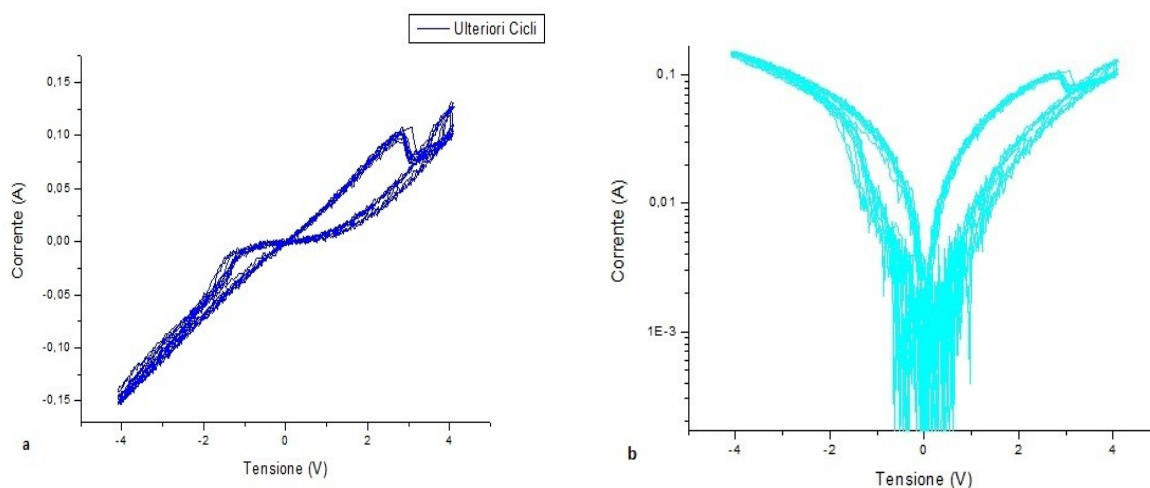 Ulteriori Cicli
0,15
0,10
0,05
0,00
-0,05
-0,10
-0,15
Corrente (A)
-4
-2
0
2
4
Tensione (V)
a
0,1
0,01
1E-3
Corrente (A)
-4
-2
0
2
4
Tensione (V)
b